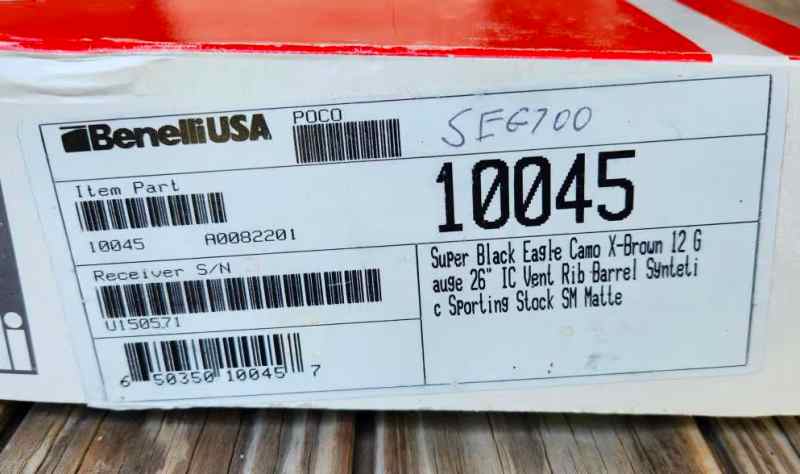 BenelliUSA
POCO
SEG700
Item Part
10045 A0082201
10045
Receiver S/N
U150571
Super Black Eagle Camo X-Brown 12 G
auge 26" IC Vent Rib Barrel Synteti
c Sporting Stock SM Matte
6 50350 10045 7